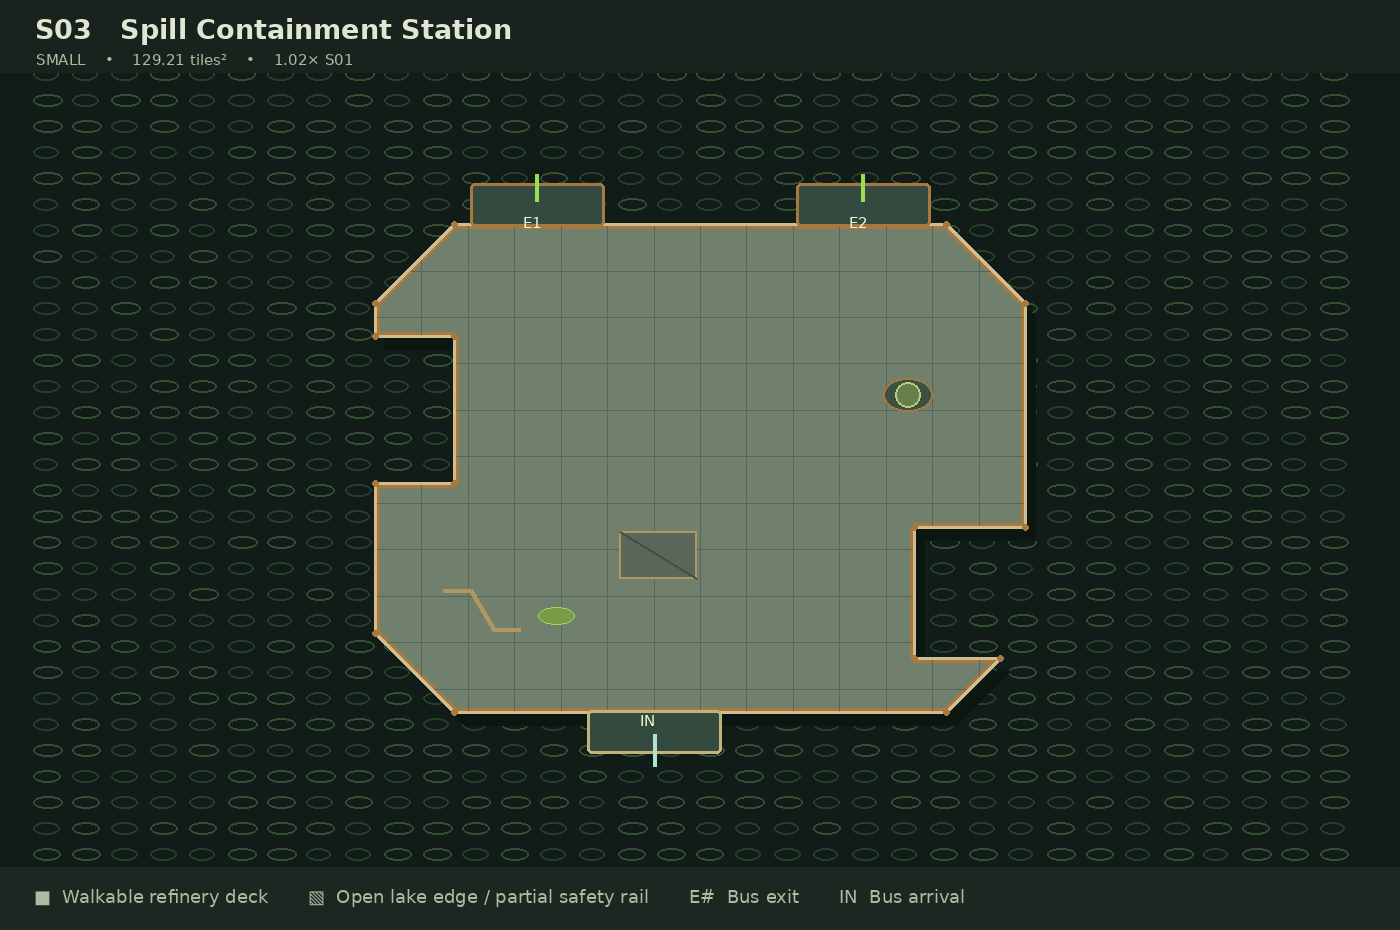 S03 Spill Containment Station
SMALL • 129.21 tiles² • 1.02× S01
E1 E2
IN
■ Walkable refinery deck ▧ Open lake edge / partial safety rail E# Bus exit IN Bus arrival